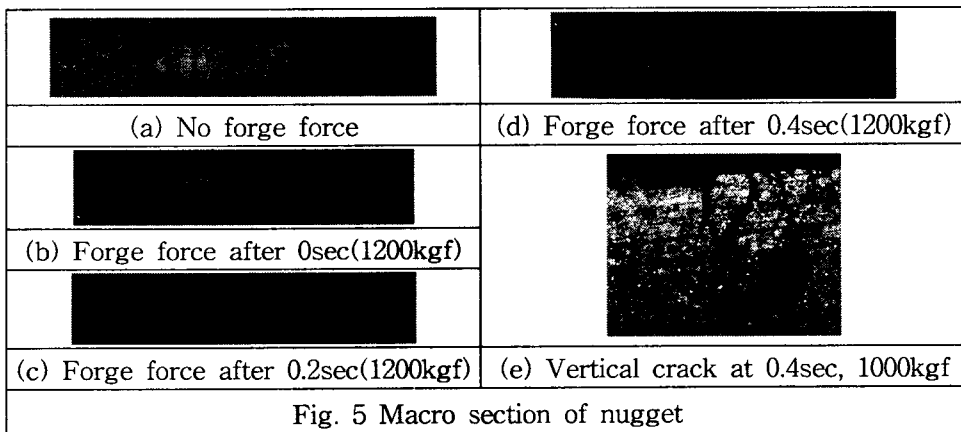 (a) No forge force
(b) Forge force after 0sec(1200kgf)
(c) Forge force after 0.2sec(1200kgf)
(d) Forge force after 0.4sec(1200kgf)
(e) Vertical crack at 0.4sec, 1000kgf
Fig. 5 Macro section of nugget